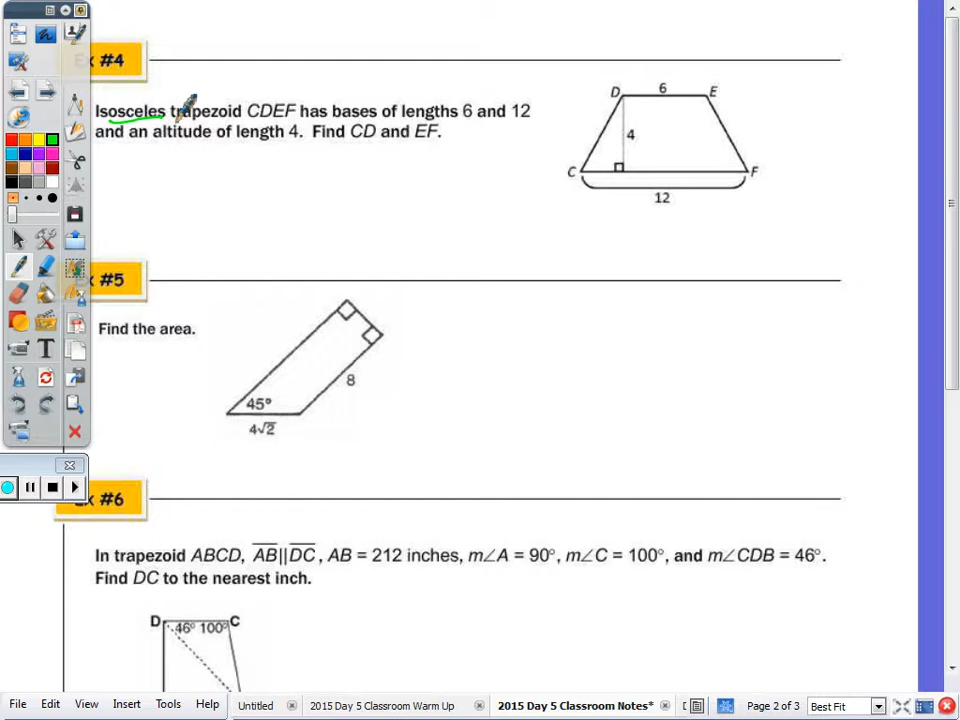 Ex #4
Isosceles trapezoid CDEF has bases of lengths 6 and 12
and an altitude of length 4. Find CD and EF.
D 6 E
4
C F
12
Ex #5
Find the area.
45°
8
4√2
Ex #6
In trapezoid ABCD, AB||DC, AB = 212 inches, m∠A = 90°, m∠C = 100°, and m∠CDB = 46°.
Find DC to the nearest inch.
D 46° 100° C
T
File Edit View Insert Tools Help Untitled 2015 Day 5 Classroom Warm Up 2015 Day 5 Classroom Notes* Page 2 of 3 Best Fit